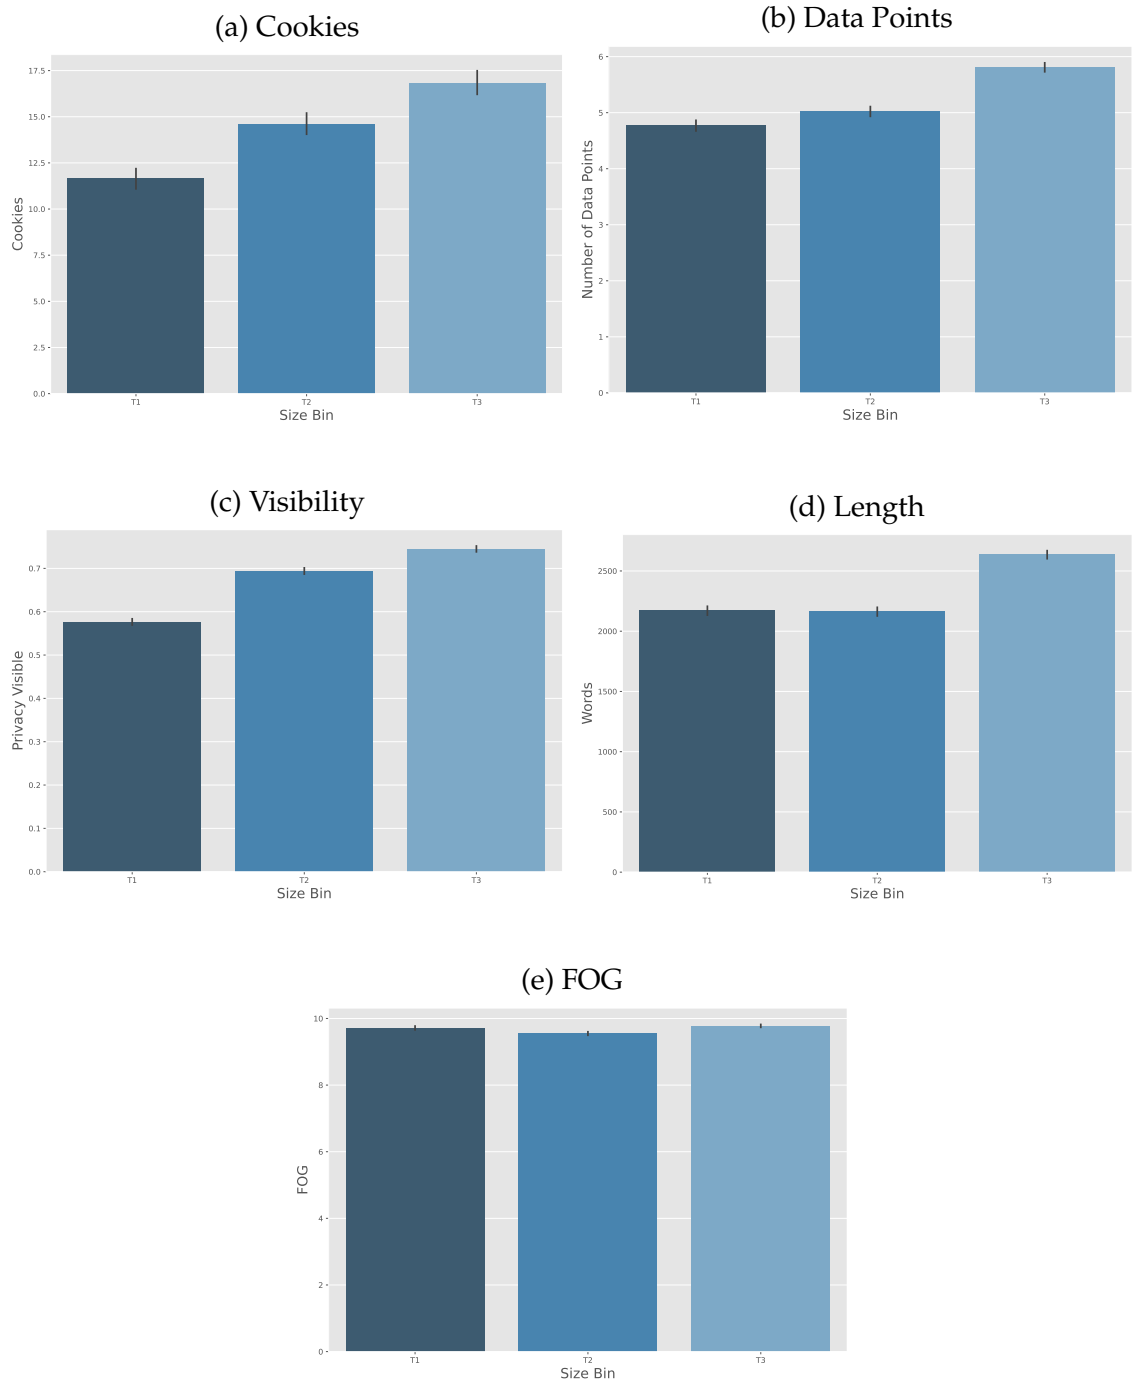 (a) Cookies
17.5
15.0
12.5
10.0
7.5
5.0
2.5
0.0
Cookies
T1 T2 T3
Size Bin
(b) Data Points
6
5
4
3
2
1
0
Number of Data Points
T1 T2 T3
Size Bin
(c) Visibility
0.7
0.6
0.5
0.4
0.3
0.2
0.1
0.0
Privacy Visible
T1 T2 T3
Size Bin
(d) Length
2500
2000
1500
1000
500
0
Words
T1 T2 T3
Size Bin
(e) FOG
10
8
6
4
2
0
FOG
T1 T2 T3
Size Bin